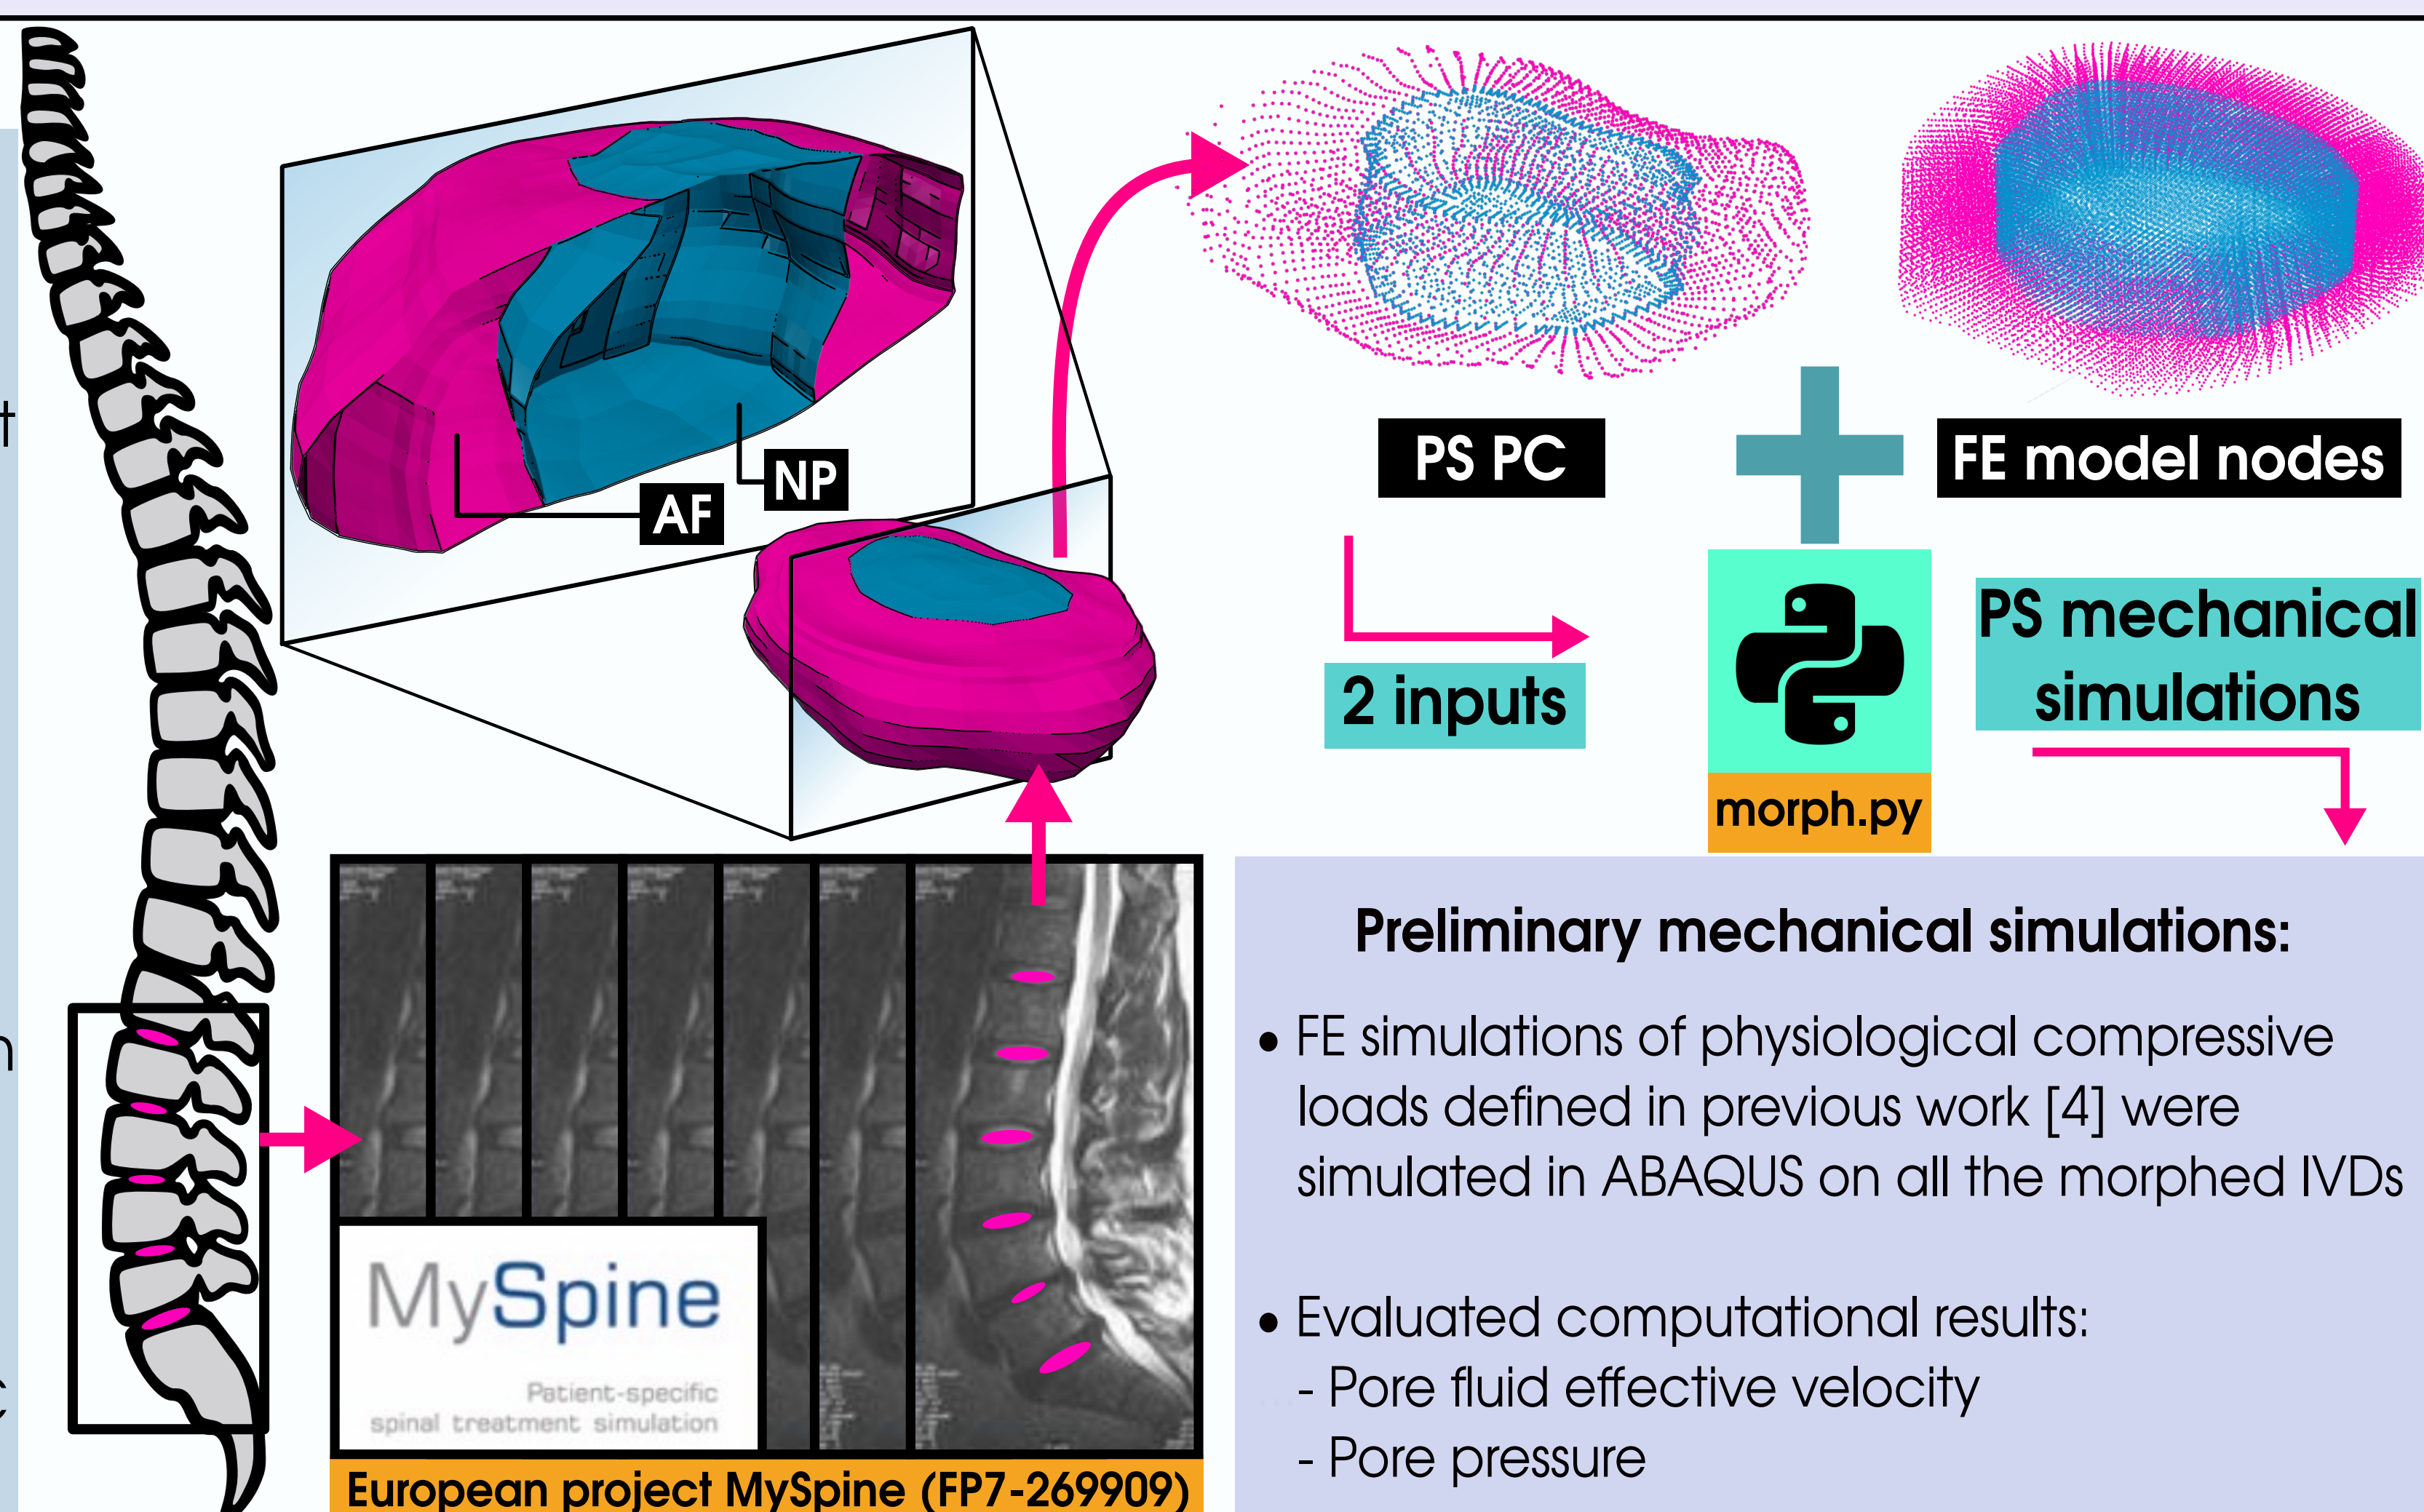 AF
NP
PS PC
FE model nodes
2 inputs
morph.py
PS mechanical
simulations
MySpine
Patient-specific
spinal treatment simulation
European project MySpine (FP7-269909)
Preliminary mechanical simulations:
• FE simulations of physiological compressive
loads defined in previous work [4] were
simulated in ABAQUS on all the morphed IVDs
• Evaluated computational results:
- Pore fluid effective velocity
- Pore pressure